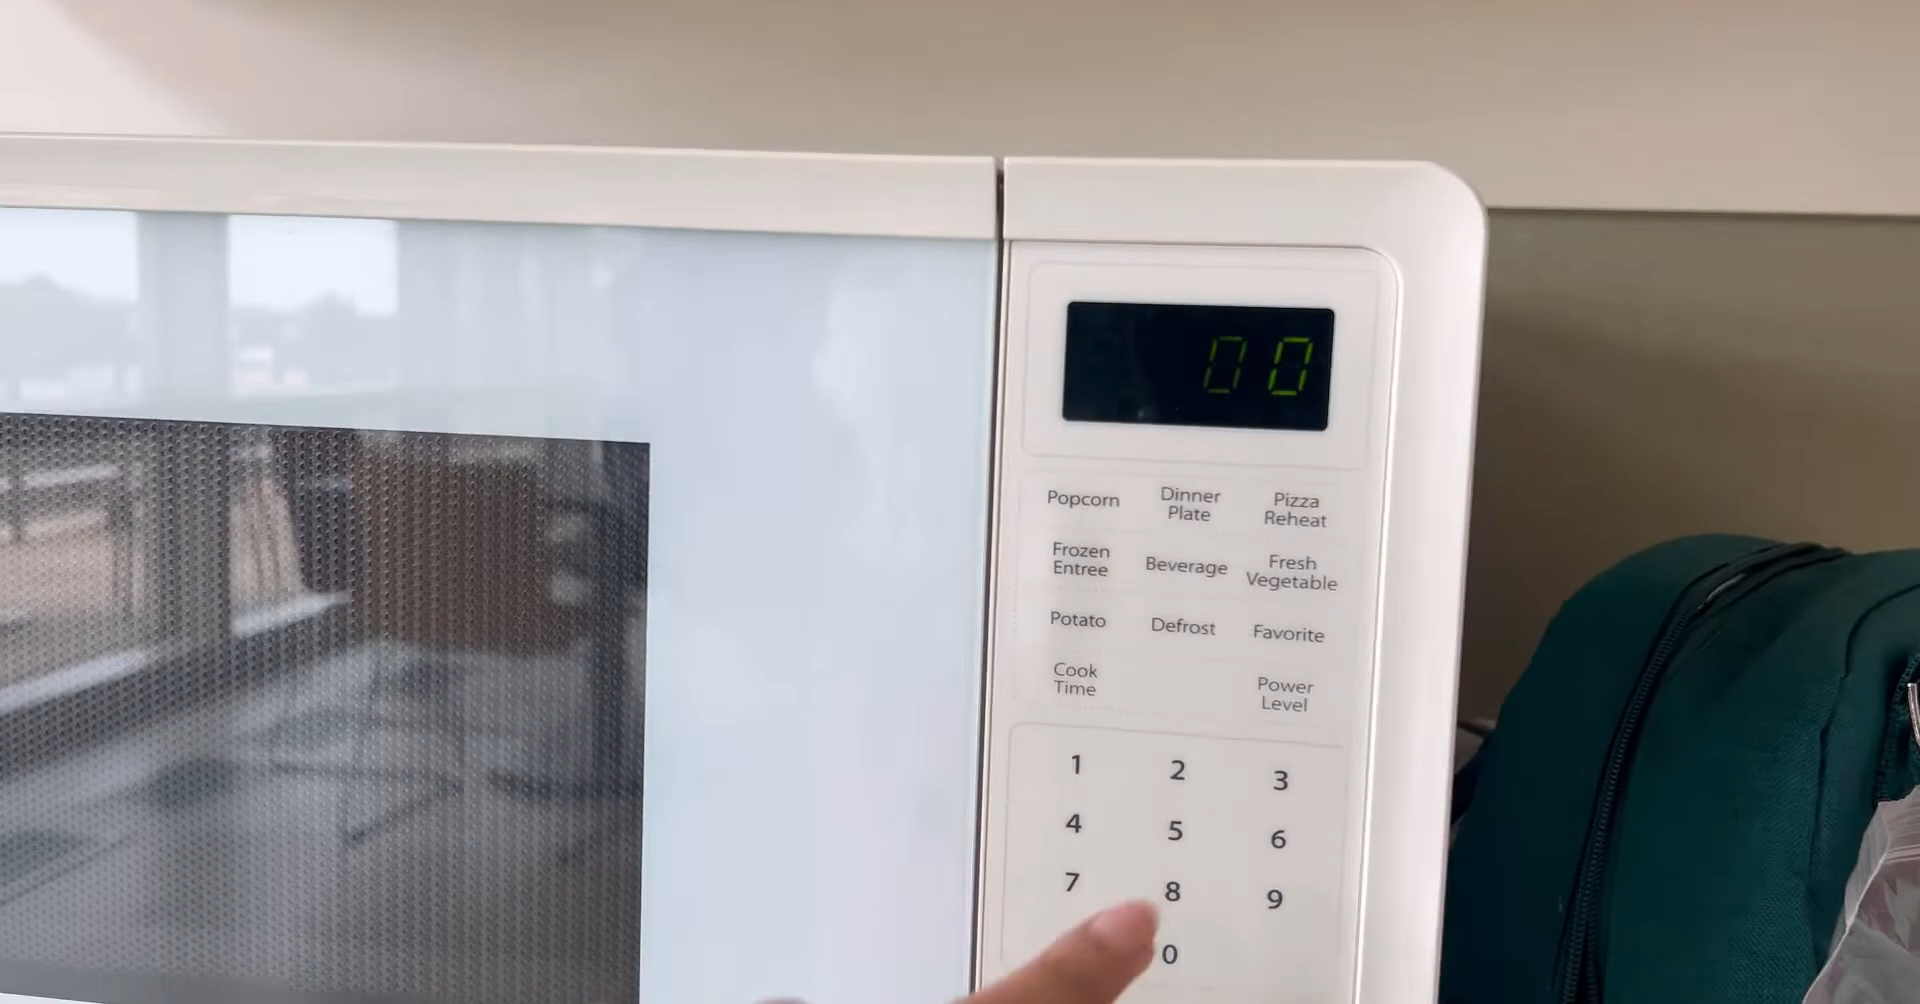 00
Popcorn
Dinner
Plate
Pizza
Reheat
Frozen
Entree
Beverage
Fresh
Vegetable
Potato
Defrost
Favorite
Cook
Time
Power
Level
1 2 3
4 5 6
7 8 9
0